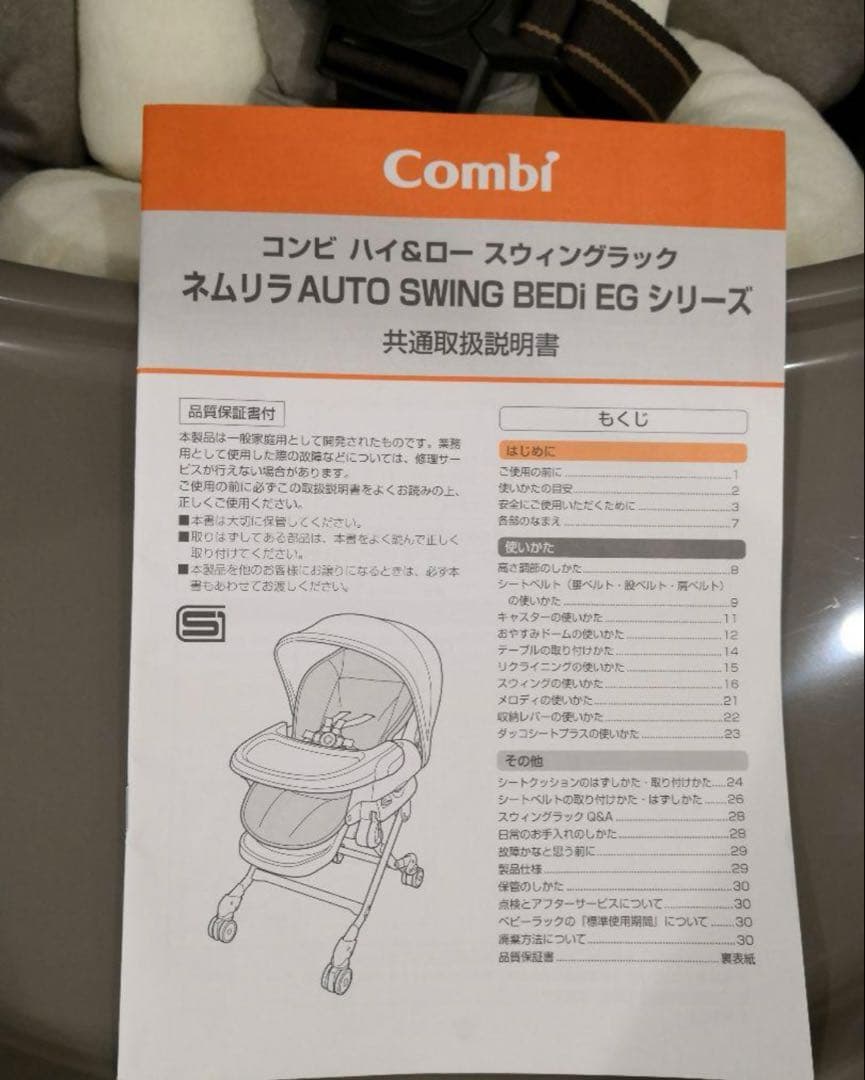 Combi
コンビ ハイ&ロー スウィングラック
ネムリラ AUTO SWING BEDi EG シリーズ
共通取扱説明書
品質保証書付
本製品は一般家庭用として開発されたものです。業務
用として使用した際の故障などについては、修理サー
ビスが行えない場合があります。
ご使用の前に必ずこの取扱説明書をよくお読みの上、
正しくご使用ください。
■本書は大切に保管してください。
■取りはずしてある部品は、本書をよく読んで正しく
取り付けてください。
■本製品を他のお客様にお譲りになるときは、必ず本
書もあわせてお渡しください。
もくじ
はじめに
ご使用の前に 1
使いかたの目安 2
安全にご使用いただくために 3
各部のなまえ 7
使いかた
高さ調節のしかた 8
シートベルト（腰ベルト・股ベルト・肩ベルト）
の使いかた 9
キャスターの使いかた 11
おやすみドームの使いかた 12
テーブルの取り付けかた 14
リクライニングの使いかた 15
スウィングの使いかた 16
メロディの使いかた 21
収納レバーの使いかた 22
ダッコシートプラスの使いかた 23
その他
シートクッションのはずしかた・取り付けかた 24
シートベルトの取り付けかた・はずしかた 26
スウィングラック Q&A 28
日常のお手入れのしかた 28
故障かなと思う前に 29
製品仕様 29
保管のしかた 30
点検とアフターサービスについて 30
ベビーラックの「標準使用期間」について 30
廃棄方法について 30
品質保証書 裏表紙